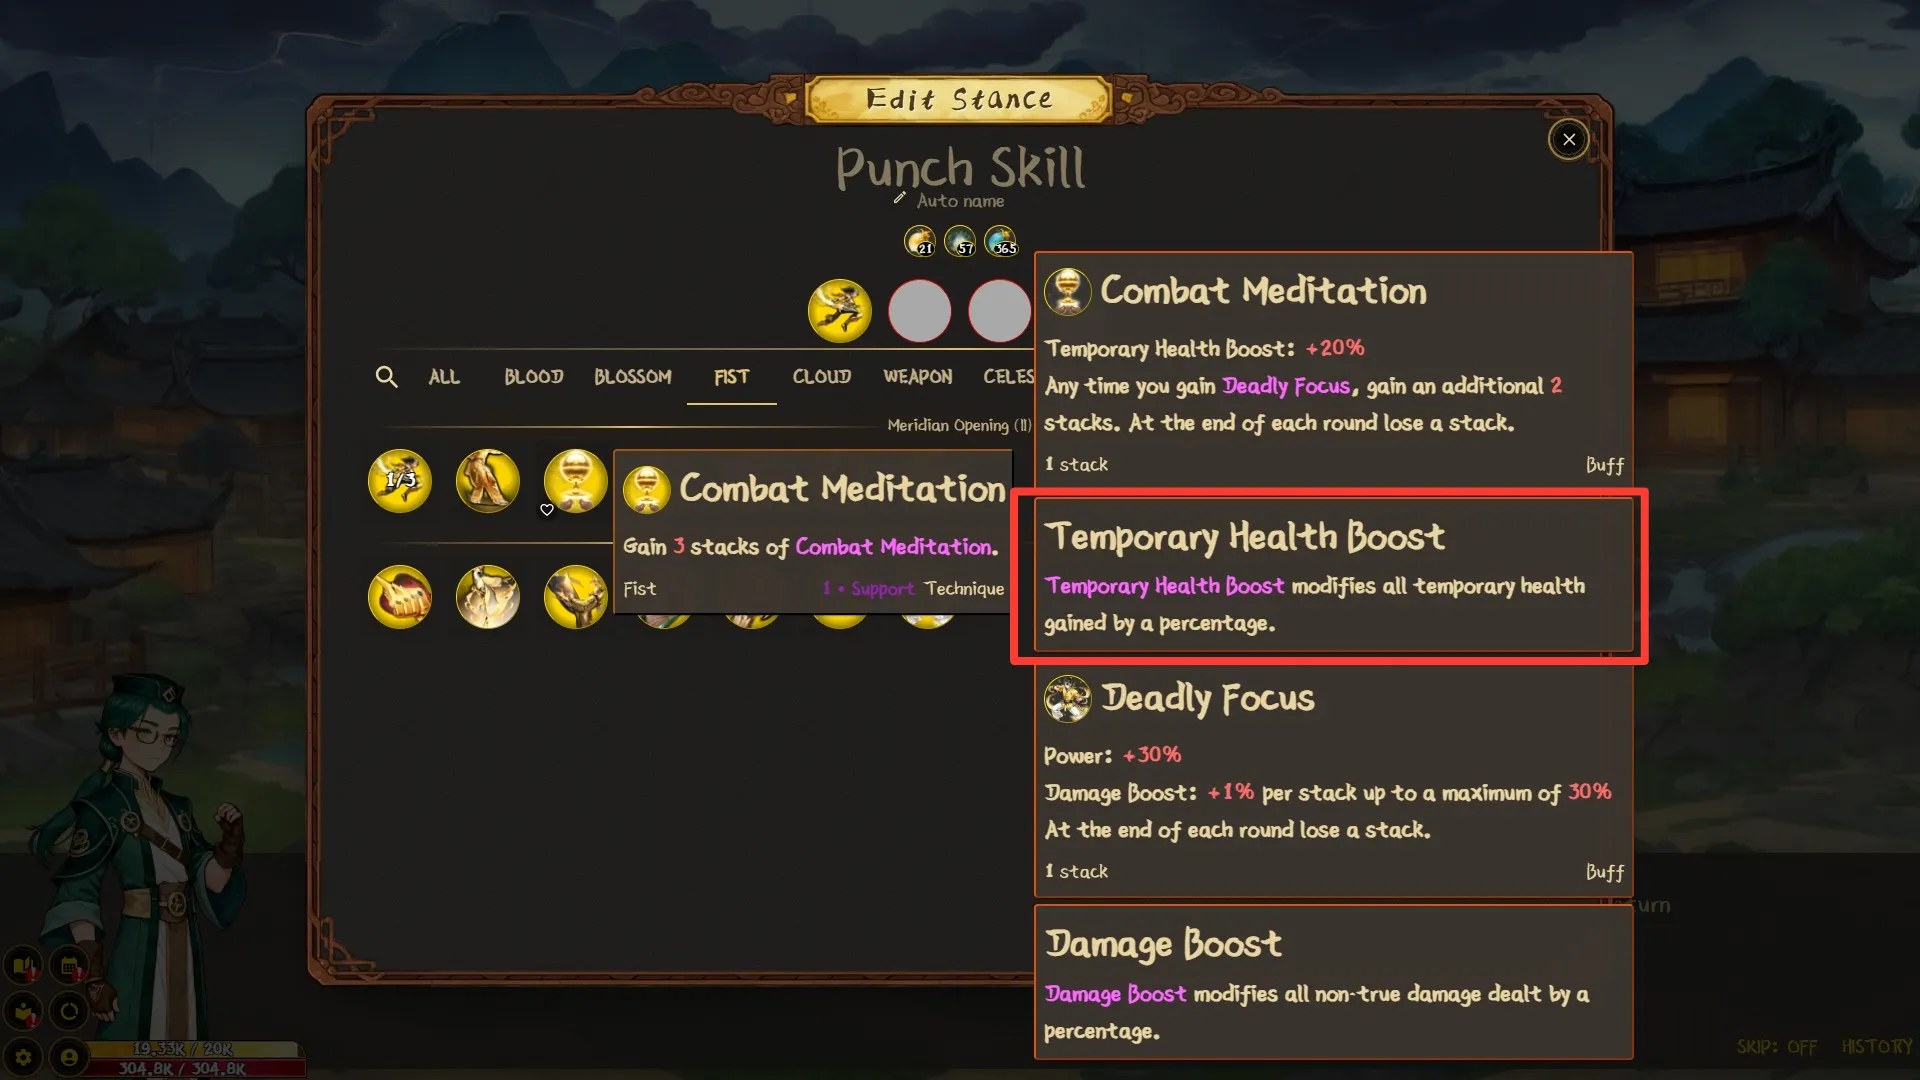 Edit Stance
Punch Skill
Auto name
21
57
365
ALL
BLOOD
BLOSSOM
FIST
CLOUD
WEAPON
CELES
Meridian Opening (II)
1/3
Combat Meditation
Gain 3 stacks of Combat Meditation.
Fist
1 • Support Technique
Combat Meditation
Temporary Health Boost: +20%
Any time you gain Deadly Focus, gain an additional 2
stacks. At the end of each round lose a stack.
1 stack
Buff
Temporary Health Boost
Temporary Health Boost modifies all temporary health
gained by a percentage.
Deadly Focus
Power: +30%
Damage Boost: +1% per stack up to a maximum of 30%
At the end of each round lose a stack.
1 stack
Buff
Damage Boost
Damage Boost modifies all non-true damage dealt by a
percentage.
19.33K / 20K
304.8K / 304.8K
SKIP: OFF
HISTORY